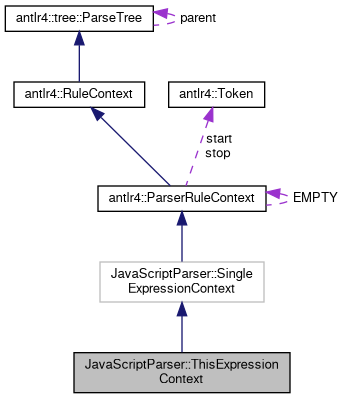 antlr4::tree::ParseTree
parent
antlr4::RuleContext
antlr4::Token
start
stop
antlr4::ParserRuleContext
EMPTY
JavaScriptParser::Single
ExpressionContext
JavaScriptParser::ThisExpression
Context